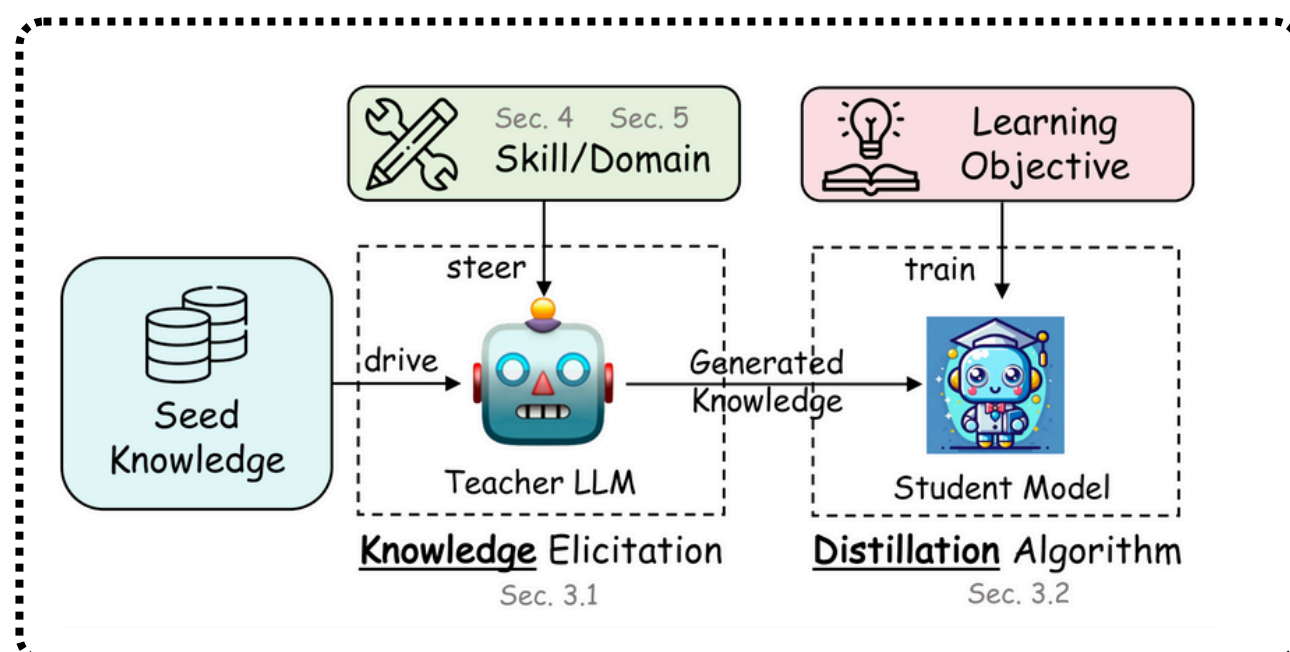 Sec. 4 Sec. 5
Skill/Domain
Learning
Objective
steer
train
drive
Generated
Knowledge
Seed
Knowledge
Teacher LLM
Student Model
Knowledge Elicitation
Sec. 3.1
Distillation Algorithm
Sec. 3.2